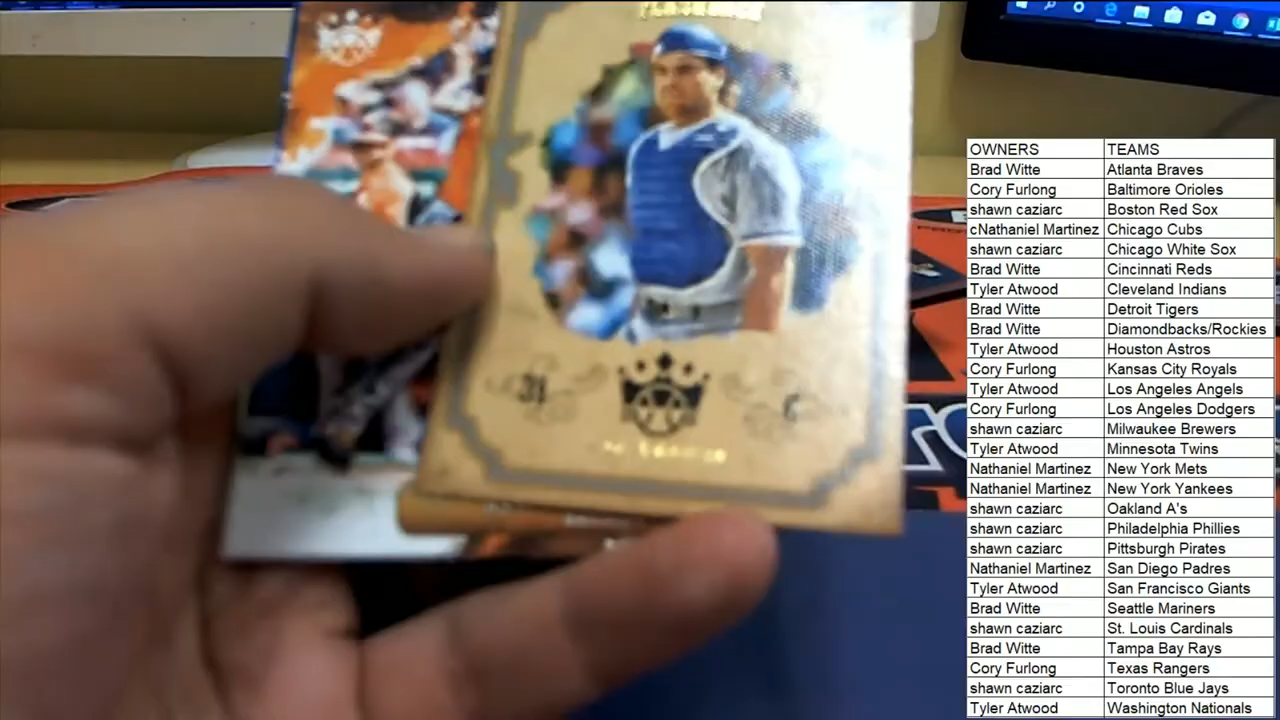 OWNERS TEAMS
Brad Witte Atlanta Braves
Cory Furlong Baltimore Orioles
shawn caziarc Boston Red Sox
cNathaniel Martinez Chicago Cubs
shawn caziarc Chicago White Sox
Brad Witte Cincinnati Reds
Tyler Atwood Cleveland Indians
Brad Witte Detroit Tigers
Brad Witte Diamondbacks/Rockies
Tyler Atwood Houston Astros
Cory Furlong Kansas City Royals
Tyler Atwood Los Angeles Angels
Cory Furlong Los Angeles Dodgers
shawn caziarc Milwaukee Brewers
Tyler Atwood Minnesota Twins
Nathaniel Martinez New York Mets
Nathaniel Martinez New York Yankees
shawn caziarc Oakland A's
shawn caziarc Philadelphia Phillies
shawn caziarc Pittsburgh Pirates
Nathaniel Martinez San Diego Padres
Tyler Atwood San Francisco Giants
Brad Witte Seattle Mariners
shawn caziarc St. Louis Cardinals
Brad Witte Tampa Bay Rays
Cory Furlong Texas Rangers
shawn caziarc Toronto Blue Jays
Tyler Atwood Washington Nationals
31 C